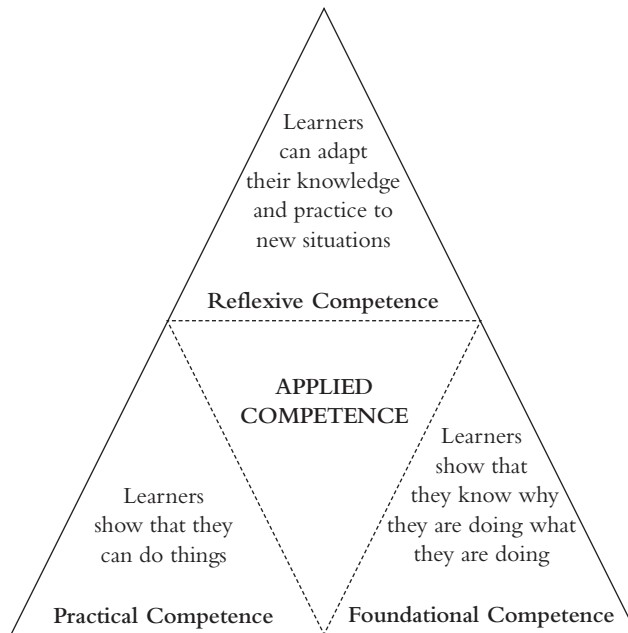 Learners
can adapt
their knowledge
and practice to
new situations
Reflexive Competence
APPLIED
COMPETENCE
Learners
show that they
can do things
Practical Competence
Learners
show that
they know why
they are doing what
they are doing
Foundational Competence